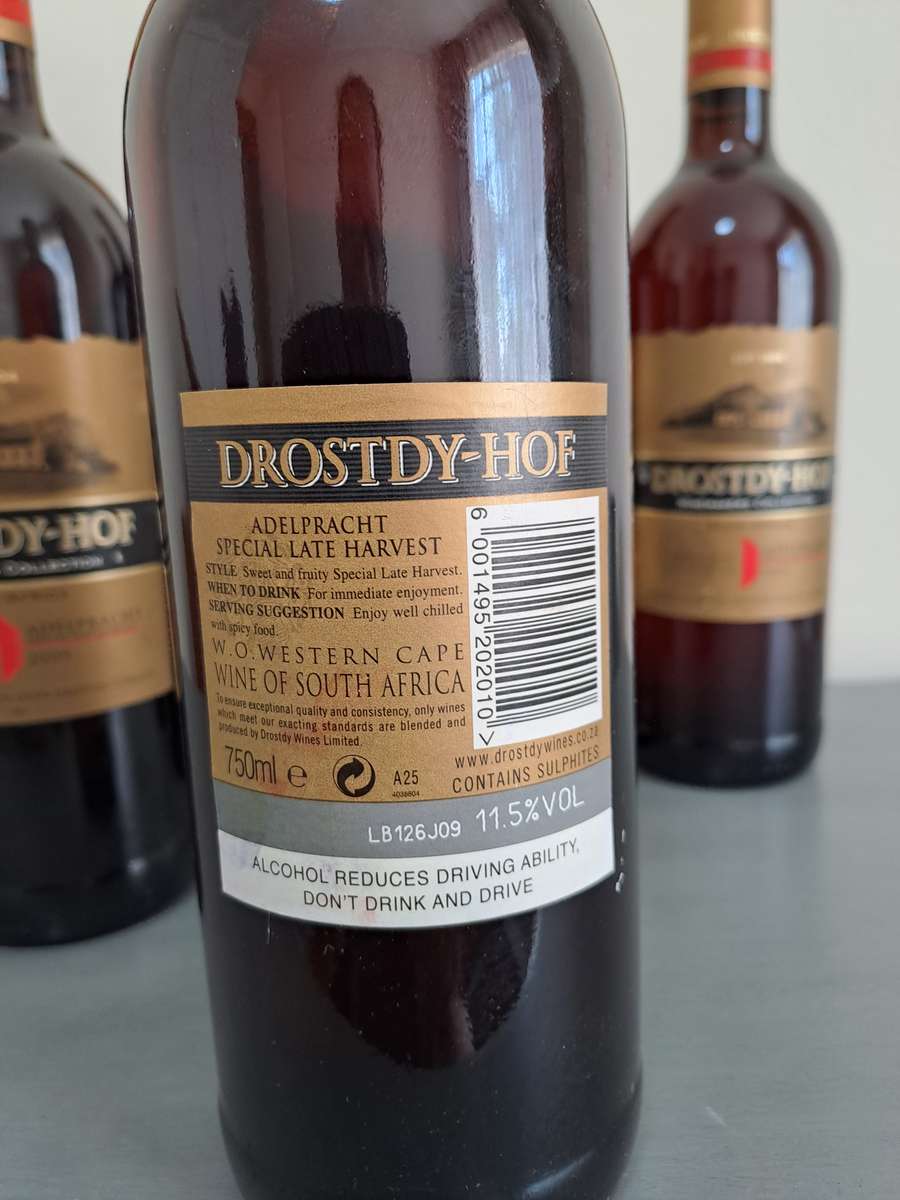 DROSTDY-HOF
ADELPRACHT
SPECIAL LATE HARVEST
STYLE Sweet and fruity Special Late Harvest.
WHEN TO DRINK For immediate enjoyment.
SERVING SUGGESTION Enjoy well chilled
with spicy food.
W.O. WESTERN CAPE
WINE OF SOUTH AFRICA
To ensure exceptional quality and consistency, only wines
which meet our exacting standards are blended and
produced by Drostdy Wines Limited.
750ml e
A25
4038804
6 001495 202010 >
www.drostdywines.co.za
CONTAINS SULPHITES
LB126J09 11.5%VOL
ALCOHOL REDUCES DRIVING ABILITY,
DON'T DRINK AND DRIVE
DY-HOF
COLLECTION
ADELPRACHT
DROSTDY-HOF